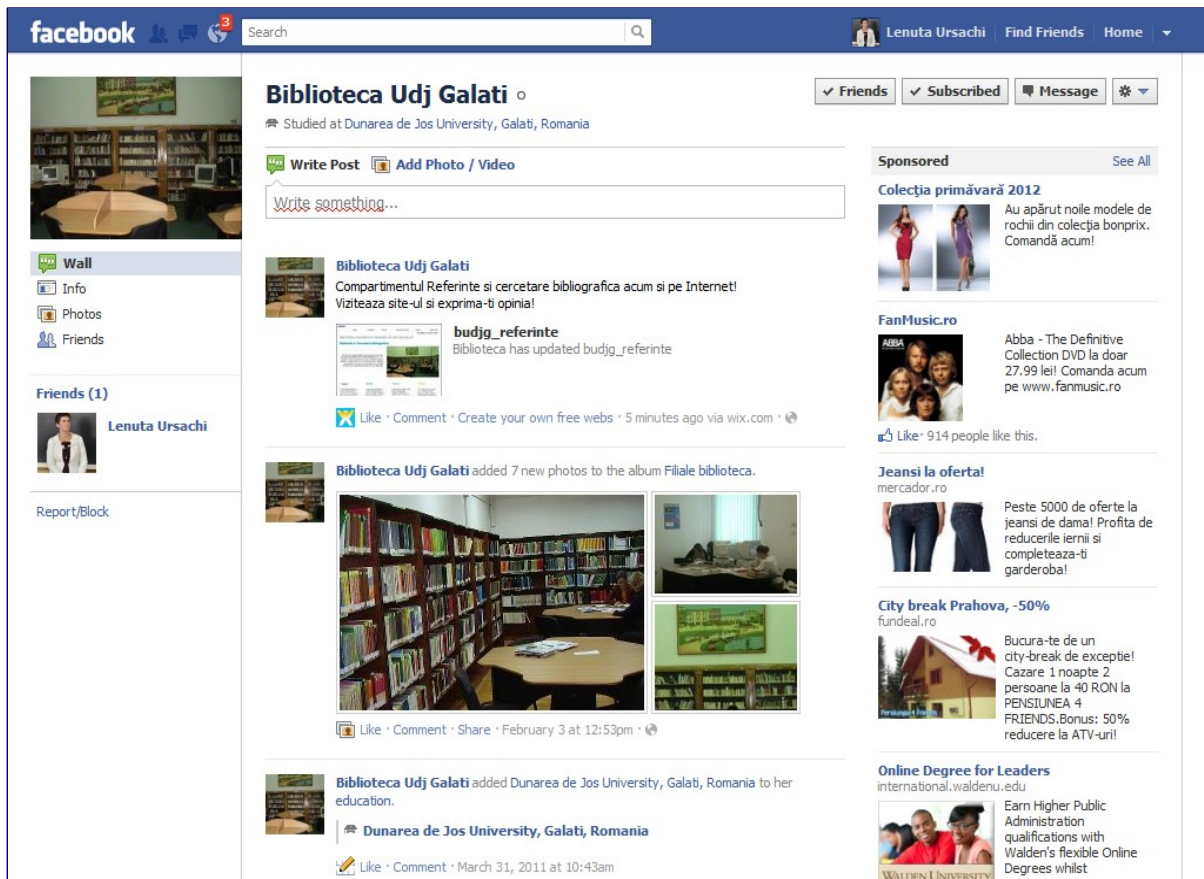 facebook
3
Search
Lenuta Ursachi
Find Friends
Home
Biblioteca Udj Galati
Studied at Dunarea de Jos University, Galati, Romania
Friends
Subscribed
Message
Write Post
Add Photo / Video
Write something...
Wall
Info
Photos
Friends
Friends (1)
Lenuta Ursachi
Report/Block
Biblioteca Udj Galati
Compartimentul Referinte si cercetare bibliografica acum si pe Internet!
Viziteaza site-ul si exprima-ti opinia!
budjg_referinte
Biblioteca has updated budjg_referinte
Like · Comment · Create your own free webs · 5 minutes ago via wix.com ·
Biblioteca Udj Galati added 7 new photos to the album Filiale biblioteca.
Like · Comment · Share · February 3 at 12:53pm ·
Biblioteca Udj Galati added Dunarea de Jos University, Galati, Romania to her
education.
Dunarea de Jos University, Galati, Romania
Like · Comment · March 31, 2011 at 10:43am
Sponsored
See All
Colecția primăvară 2012
Au apărut noile modele de
rochii din colecția bonprix.
Comandă acum!
FanMusic.ro
ABBA
Abba - The Definitive
Collection DVD la doar
27.99 lei! Comanda acum
pe www.fanmusic.ro
Like · 914 people like this.
Jeansi la oferta!
mercador.ro
Peste 5000 de oferte la
jeansi de dama! Profita de
reducerile iernii si
completeaza-ti
garderoba!
City break Prahova, -50%
fundeal.ro
Bucura-te de un
city-break de exceptie!
Cazare 1 noapte 2
persoane la 40 RON la
PENSIUNEA 4
FRIENDS.Bonus: 50%
reducere la ATV-uri!
Pensiunea 4 Friends
Online Degree for Leaders
international.waldenu.edu
Earn Higher Public
Administration
qualifications with
Walden's flexible Online
Degrees whilst
WALDEN UNIVERSITY